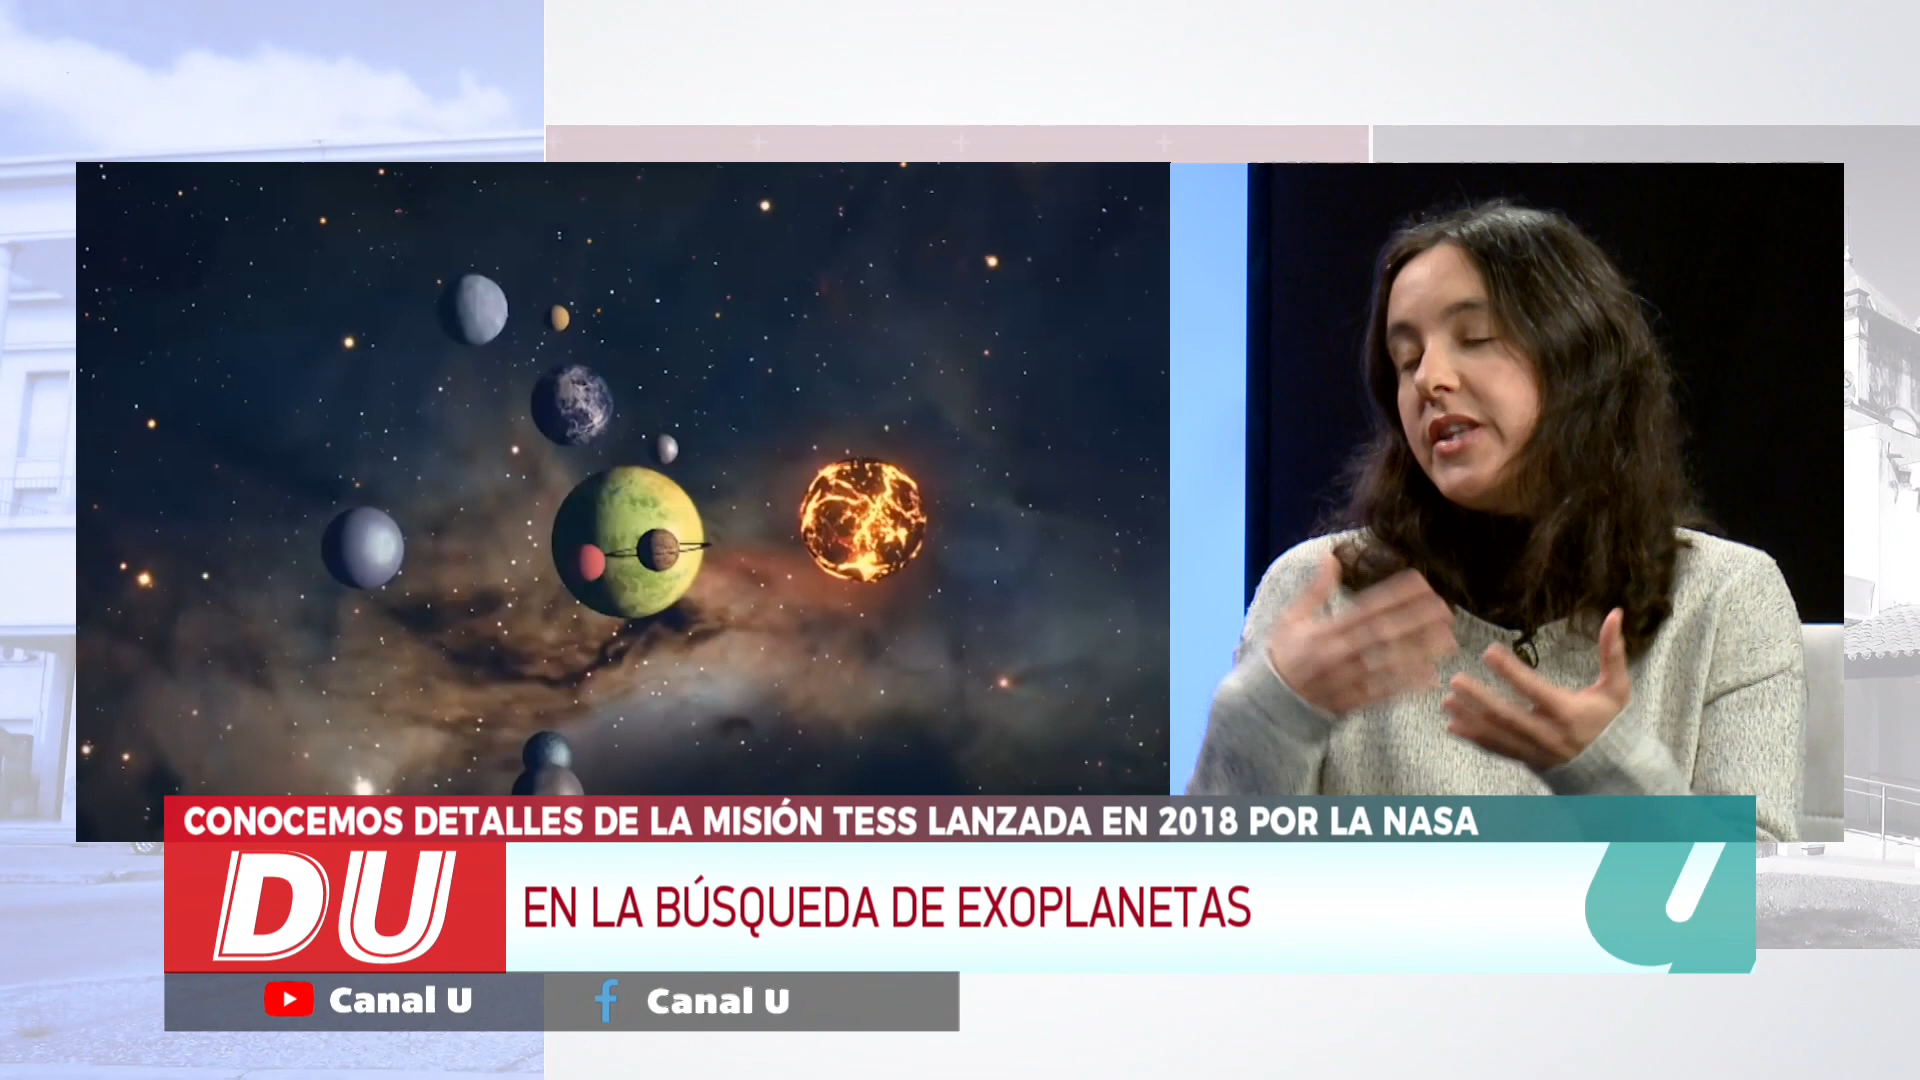 CONOCEMOS DETALLES DE LA MISIÓN TESS LANZADA EN 2018 POR LA NASA
DU
EN LA BÚSQUEDA DE EXOPLANETAS
U
Canal U
Canal U